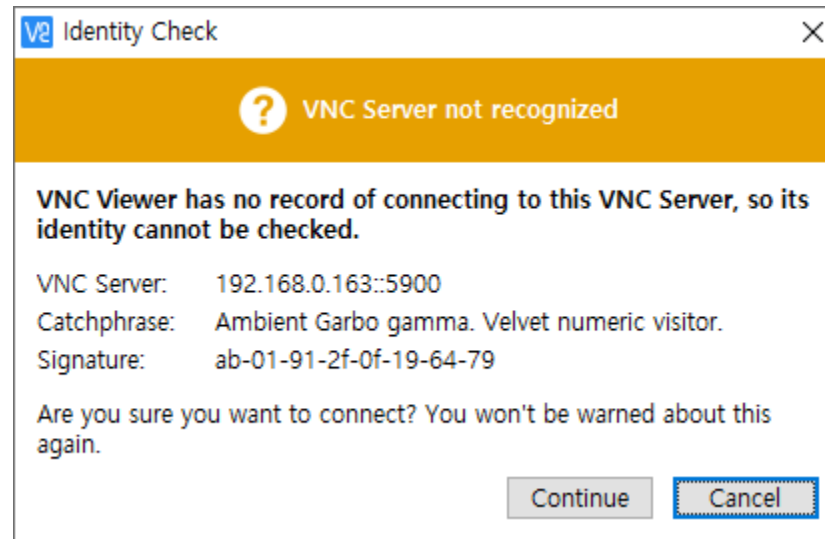 V2 Identity Check
? VNC Server not recognized
VNC Viewer has no record of connecting to this VNC Server, so its
identity cannot be checked.
VNC Server: 192.168.0.163::5900
Catchphrase: Ambient Garbo gamma. Velvet numeric visitor.
Signature: ab-01-91-2f-0f-19-64-79
Are you sure you want to connect? You won't be warned about this
again.
Continue Cancel